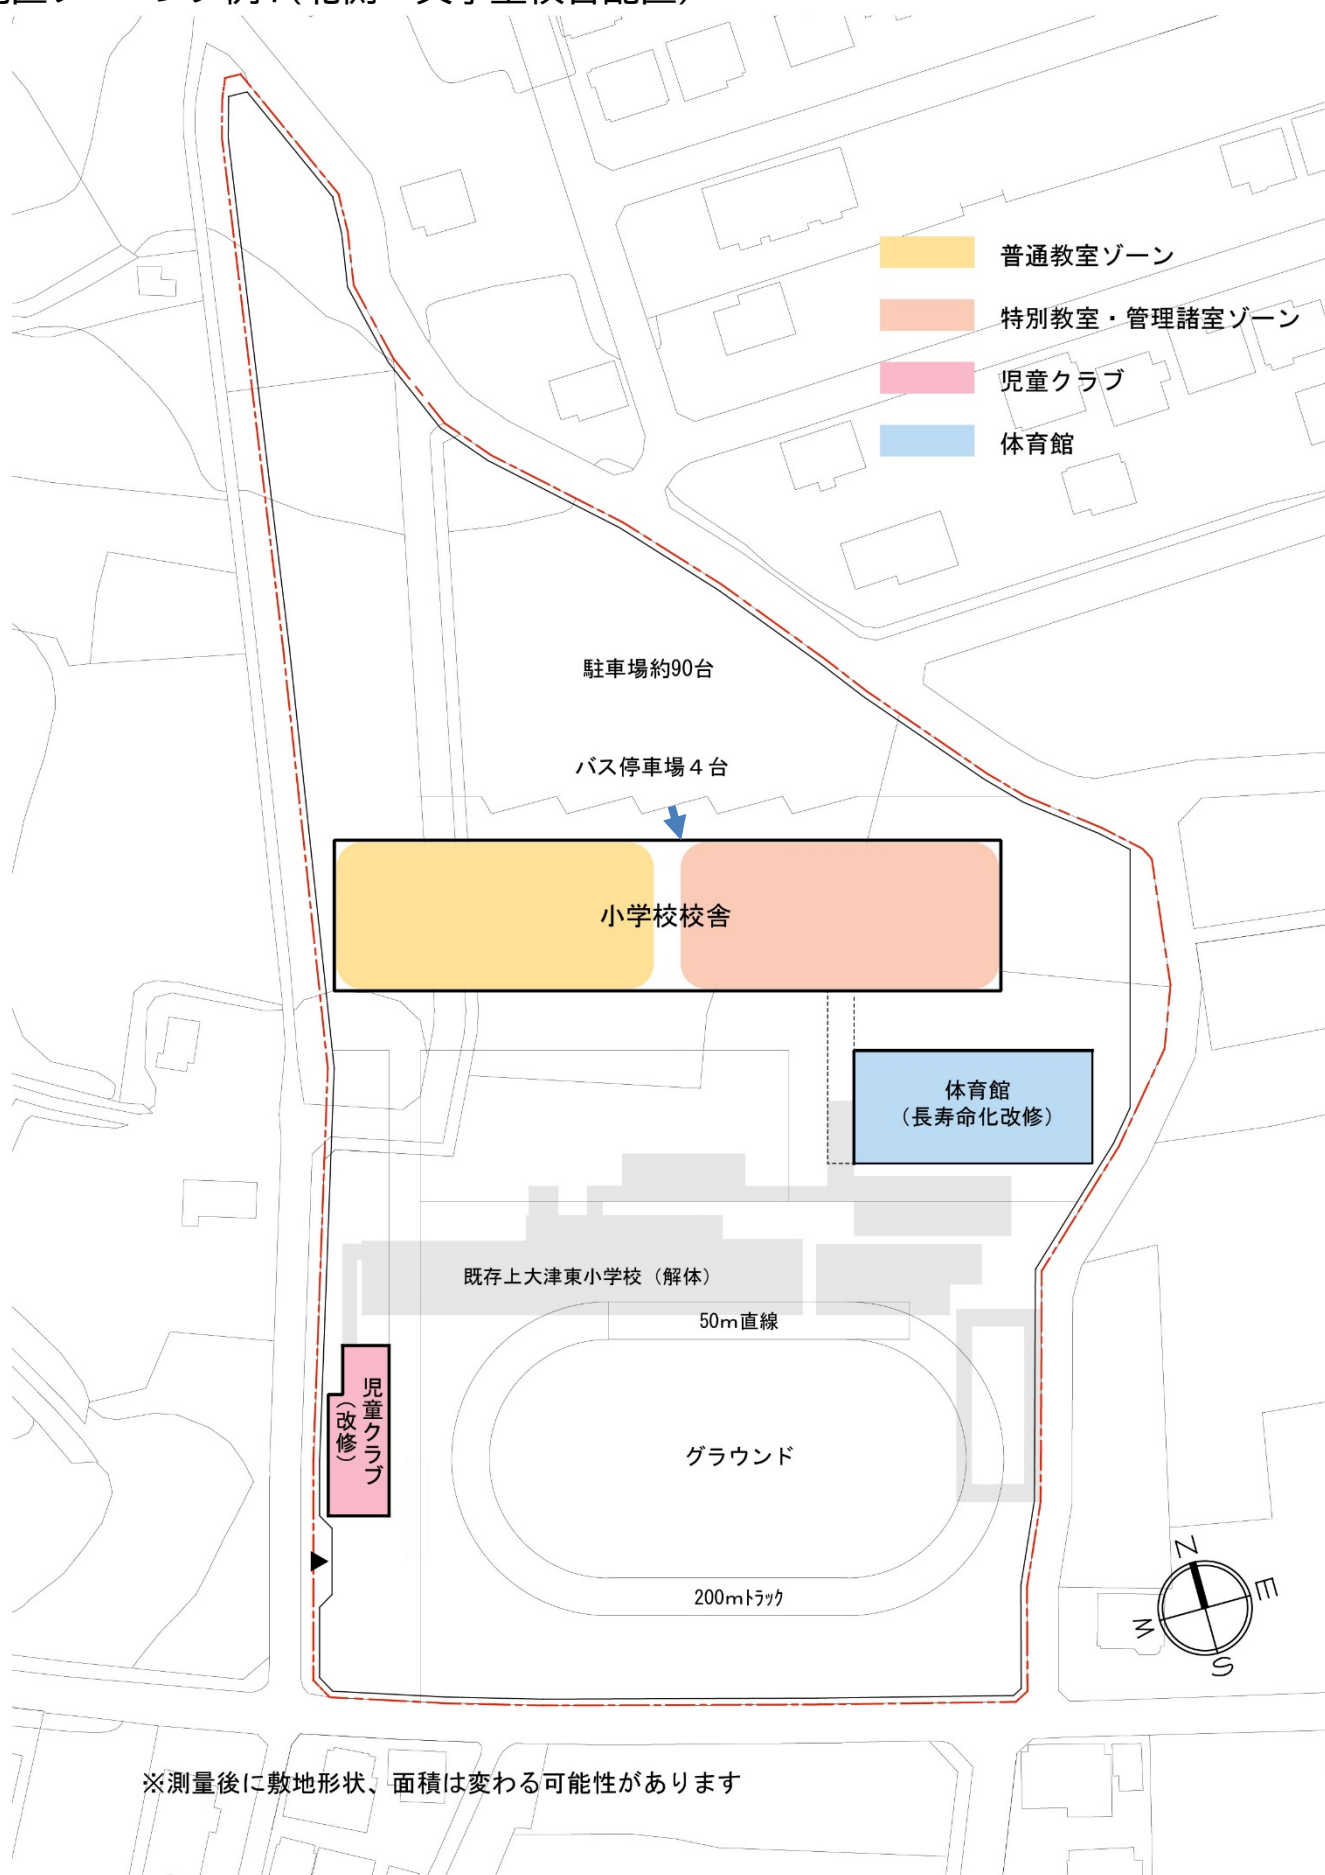 普通教室ゾーン
特別教室・管理諸室ゾーン
児童クラブ
体育館
駐車場約90台
バス停車場４台
小学校校舎
体育館
（長寿命化改修）
既存上大津東小学校（解体）
50m直線
児童クラブ
（改修）
グラウンド
200mトラック
N
E
W
S
※測量後に敷地形状、面積は変わる可能性があります